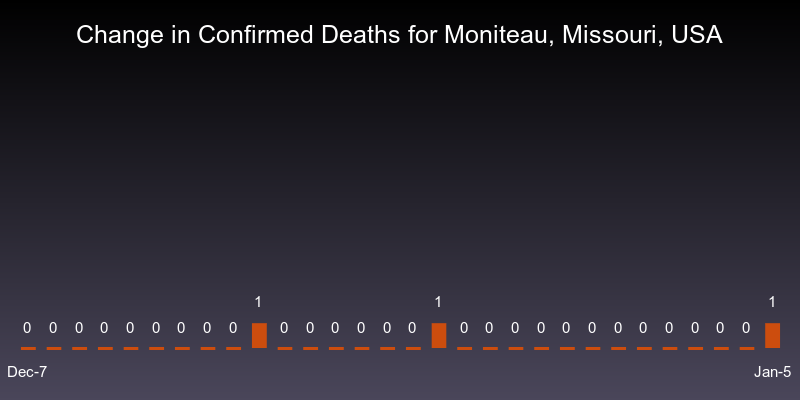 Change in Confirmed Deaths for Moniteau, Missouri, USA
1 1 1
0 0 0 0 0 0 0 0 0 0 0 0 0 0 0 0 0 0 0 0 0 0 0 0 0 0 0
Dec-7 Jan-5